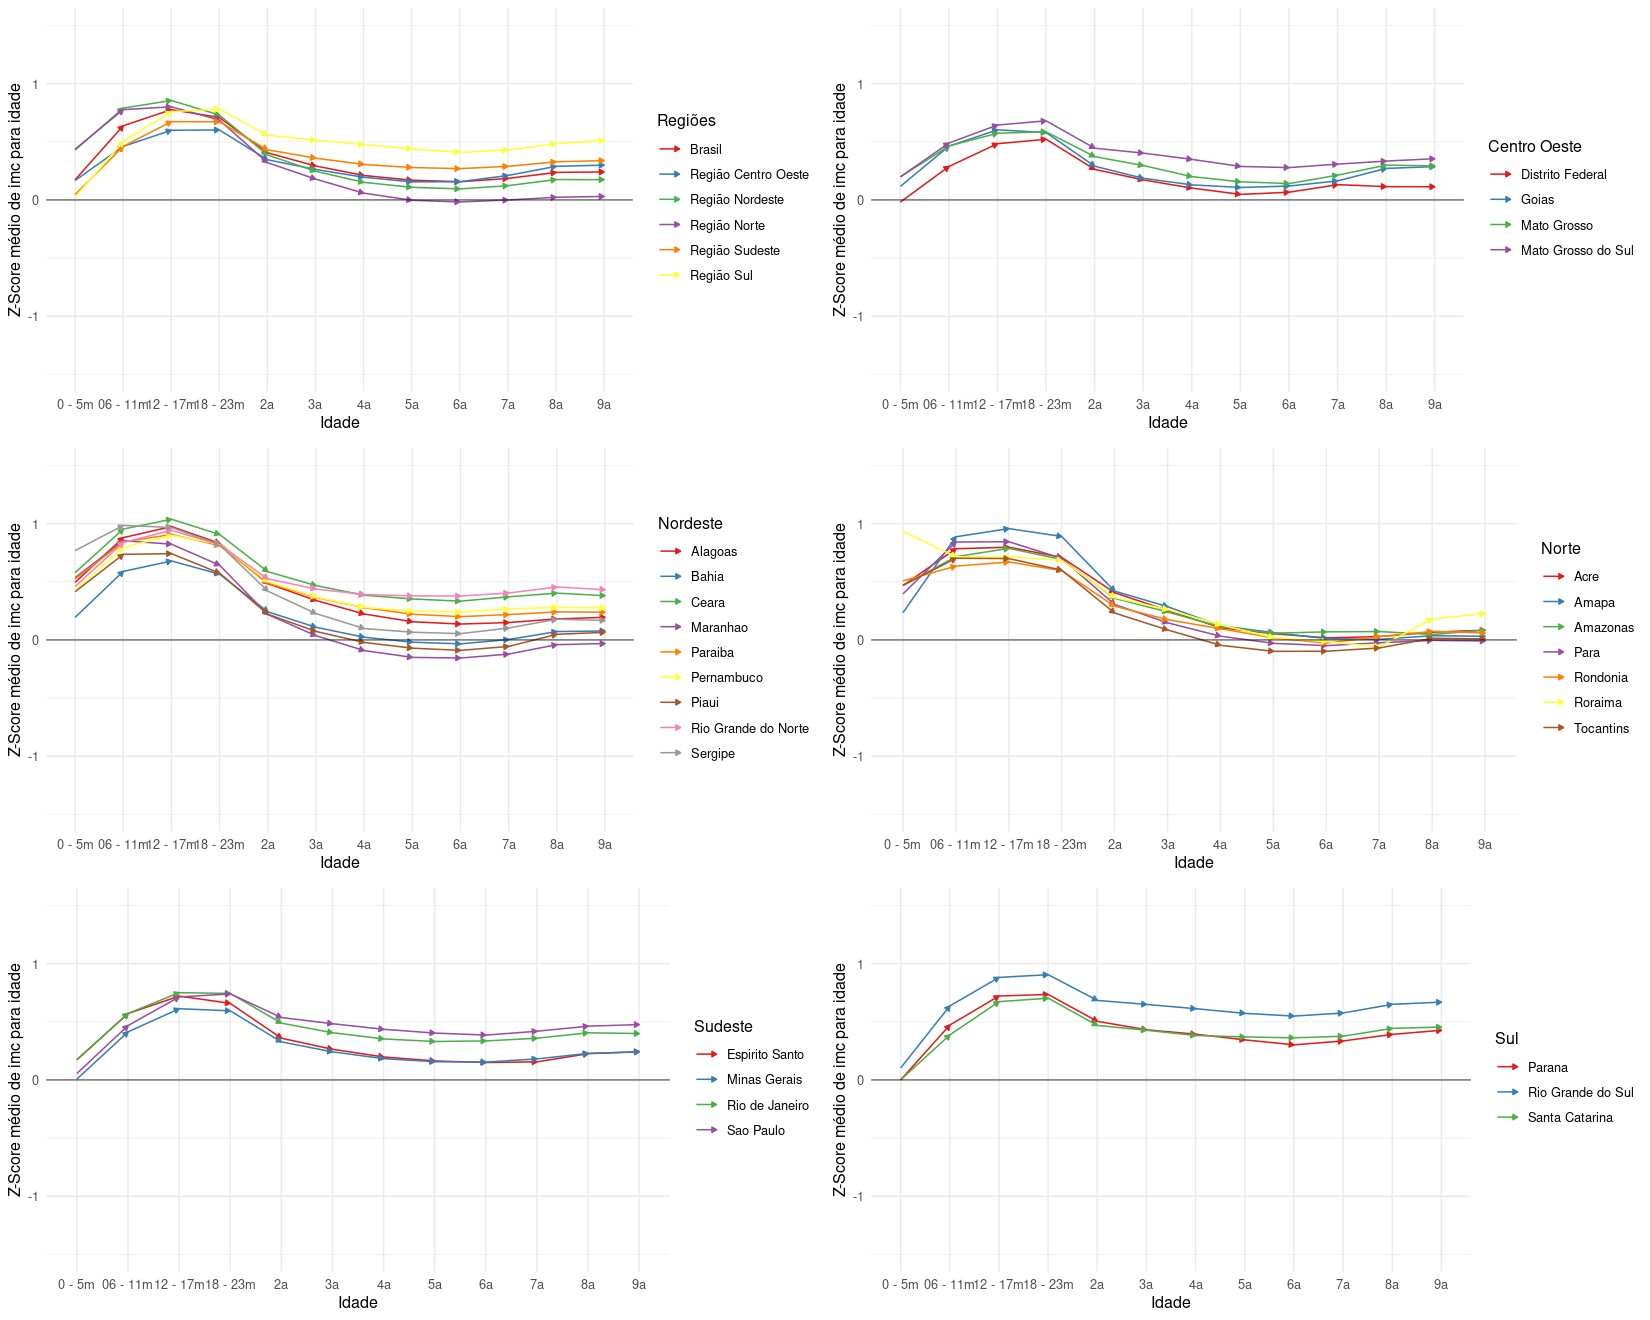 Z-Score médio de imc para idade
1
0
-1
0 - 5m 06 - 11m 12 - 17m 18 - 23m 2a 3a 4a 5a 6a 7a 8a 9a
Idade
Regiões
Brasil
Região Centro Oeste
Região Nordeste
Região Norte
Região Sudeste
Região Sul
Z-Score médio de imc para idade
1
0
-1
0 - 5m 06 - 11m 12 - 17m 18 - 23m 2a 3a 4a 5a 6a 7a 8a 9a
Idade
Centro Oeste
Distrito Federal
Goias
Mato Grosso
Mato Grosso do Sul
Z-Score médio de imc para idade
1
0
-1
0 - 5m 06 - 11m 12 - 17m 18 - 23m 2a 3a 4a 5a 6a 7a 8a 9a
Idade
Nordeste
Alagoas
Bahia
Ceara
Maranhao
Paraiba
Pernambuco
Piaui
Rio Grande do Norte
Sergipe
Z-Score médio de imc para idade
1
0
-1
0 - 5m 06 - 11m 12 - 17m 18 - 23m 2a 3a 4a 5a 6a 7a 8a 9a
Idade
Norte
Acre
Amapa
Amazonas
Para
Rondonia
Roraima
Tocantins
Z-Score médio de imc para idade
1
0
-1
0 - 5m 06 - 11m 12 - 17m 18 - 23m 2a 3a 4a 5a 6a 7a 8a 9a
Idade
Sudeste
Espirito Santo
Minas Gerais
Rio de Janeiro
Sao Paulo
Z-Score médio de imc para idade
1
0
-1
0 - 5m 06 - 11m 12 - 17m 18 - 23m 2a 3a 4a 5a 6a 7a 8a 9a
Idade
Sul
Parana
Rio Grande do Sul
Santa Catarina